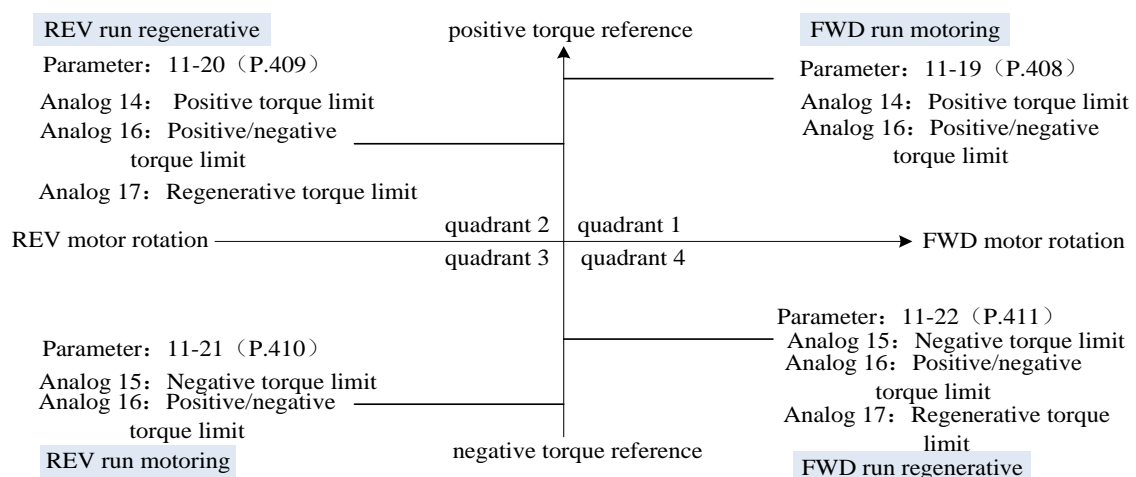 REV run regenerative
positive torque reference
FWD run motoring
Parameter：11-20（P.409）
Analog 14： Positive torque limit
Analog 16：Positive/negative
torque limit
Analog 17：Regenerative torque limit
Parameter：11-19（P.408）
Analog 14：Positive torque limit
Analog 16：Positive/negative
torque limit
quadrant 2
quadrant 1
REV motor rotation
FWD motor rotation
quadrant 3
quadrant 4
Parameter：11-21（P.410）
Analog 15：Negative torque limit
Analog 16：Positive/negative
torque limit
REV run motoring
negative torque reference
Parameter：11-22（P.411）
Analog 15：Negative torque limit
Analog 16：Positive/negative
torque limit
Analog 17：Regenerative torque
limit
FWD run regenerative